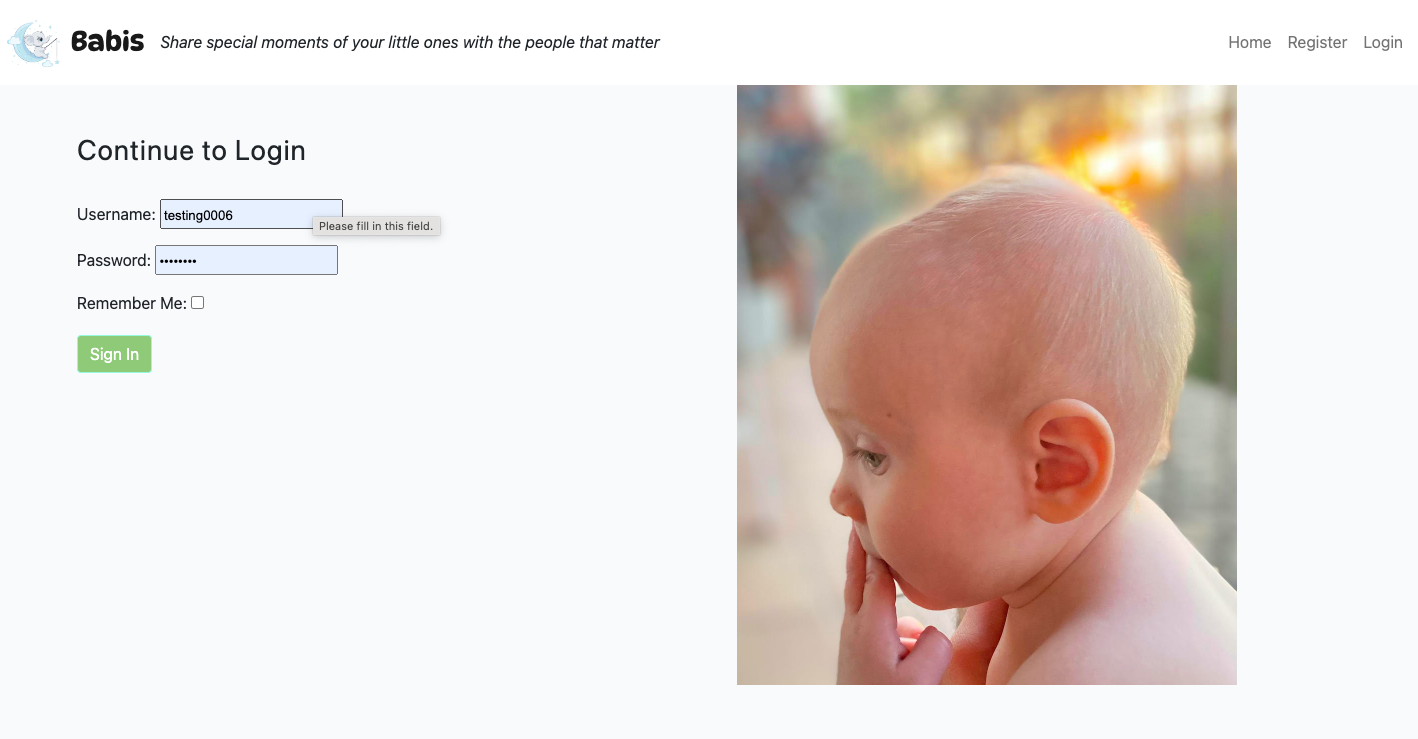 Babis Share special moments of your little ones with the people that matter Home Register Login
Continue to Login
Username: testing0006
Please fill in this field.
Password: ••••••••
Remember Me:
Sign In